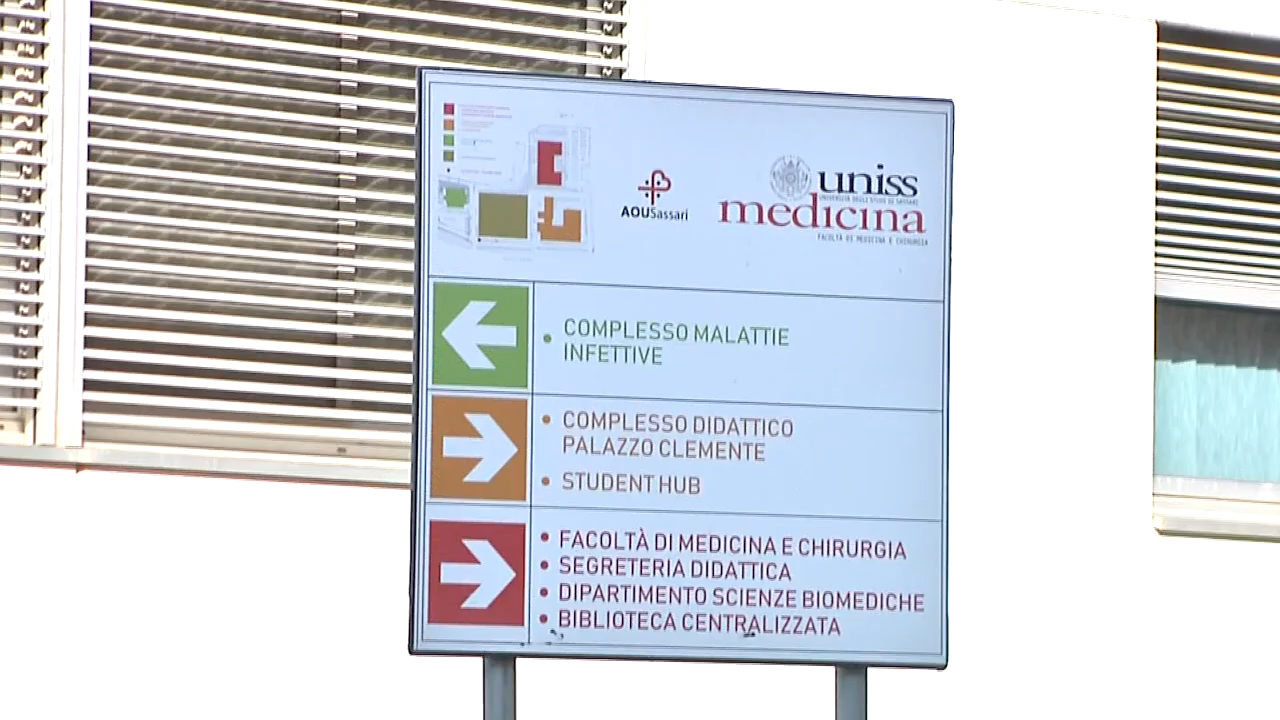 AOUSassari
uniss
UNIVERSITÀ DEGLI STUDI DI SASSARI
medicina
FACOLTÀ DI MEDICINA E CHIRURGIA
• COMPLESSO MALATTIE
INFETTIVE
• COMPLESSO DIDATTICO
PALAZZO CLEMENTE
• STUDENT HUB
• FACOLTÀ DI MEDICINA E CHIRURGIA
• SEGRETERIA DIDATTICA
• DIPARTIMENTO SCIENZE BIOMEDICHE
• BIBLIOTECA CENTRALIZZATA